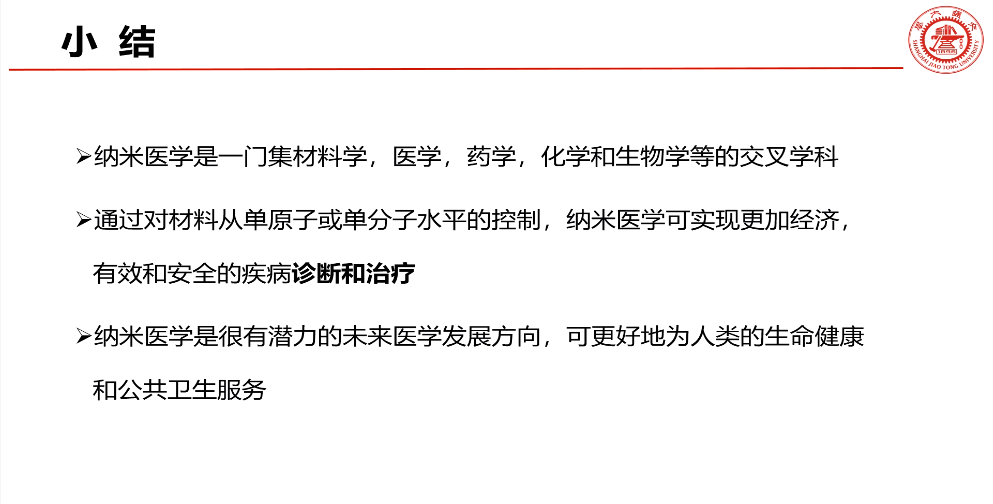 小 结
SHANGHAI JIAO TONG UNIVERSITY
➢纳米医学是一门集材料学，医学，药学，化学和生物学等的交叉学科
➢通过对材料从单原子或单分子水平的控制，纳米医学可实现更加经济，
有效和安全的疾病诊断和治疗
➢纳米医学是很有潜力的未来医学发展方向，可更好地为人类的生命健康
和公共卫生服务